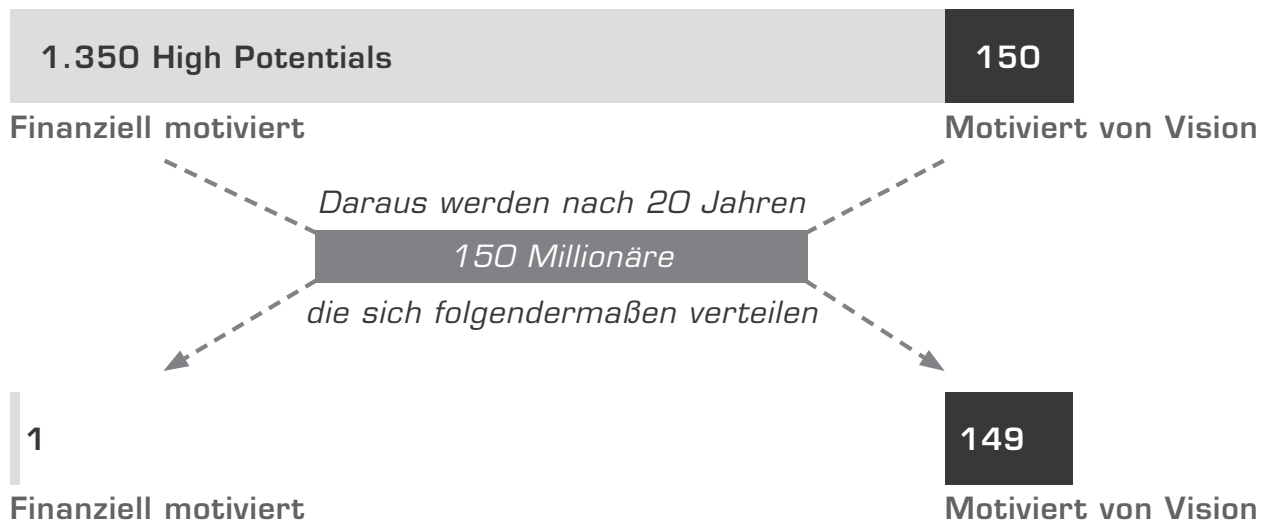 1.350 High Potentials
150
Finanziell motiviert
Motiviert von Vision
Daraus werden nach 20 Jahren
150 Millionäre
die sich folgendermaßen verteilen
1
149
Finanziell motiviert
Motiviert von Vision